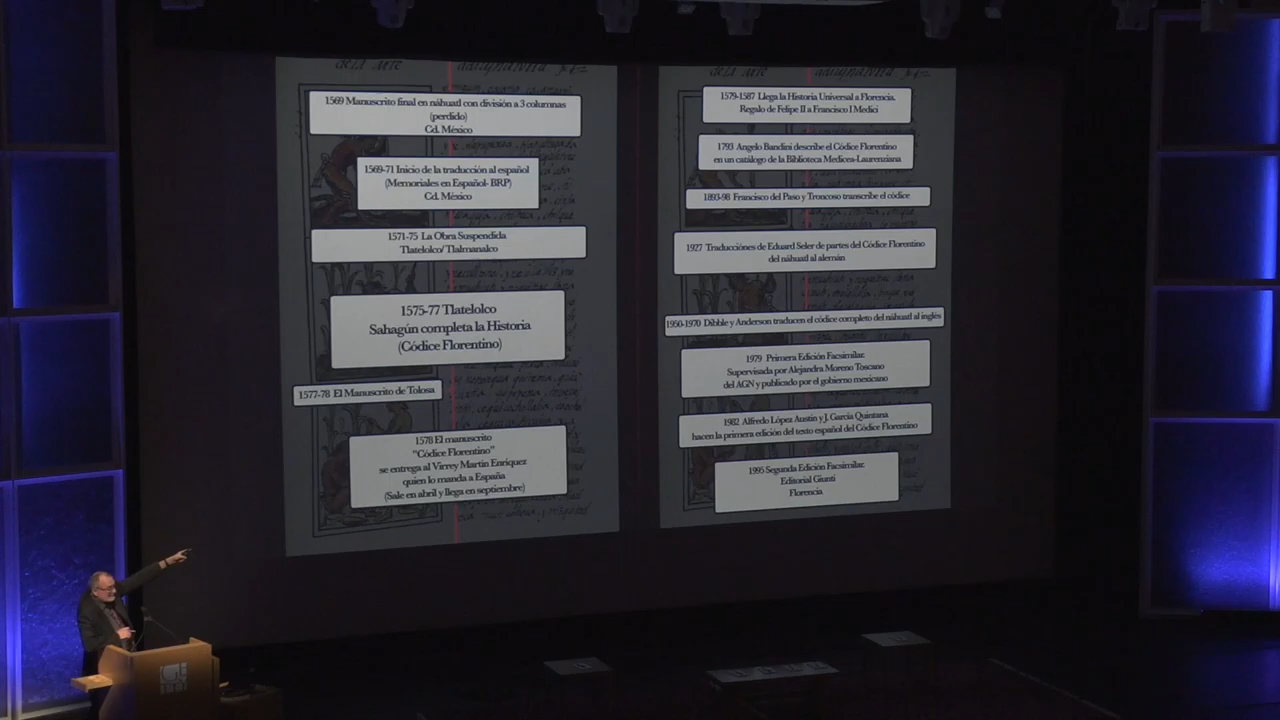 de la arte
1569 Manuscrito final en náhuatl con división a 3 columnas
(perdido)
Cd. México
1569-71 Inicio de la traducción al español
(Memoriales en Español- BRP)
Cd. México
1571-75 La Obra Suspendida
Tlatelolco/ Tlalmanalco
1575-77 Tlatelolco
Sahagún completa la Historia
(Códice Florentino)
1577-78 El Manuscrito de Tolosa
1578 El manuscrito
"Códice Florentino"
se entrega al Virrey Martín Enríquez
quien lo manda a España
(Sale en abril y llega en septiembre)
1579-1587 Llega la Historia Universal a Florencia.
Regalo de Felipe II a Francisco I Medici
1793 Angelo Bandini describe el Códice Florentino
en un catálogo de la Biblioteca Medicea-Laurenziana
1893-98 Francisco del Paso y Troncoso transcribe el códice
1927 Traducciónes de Eduard Seler de partes del Códice Florentino
del náhuatl al alemán
1950-1970 Dibble y Anderson traducen el códice completo del náhuatl al inglés
1979 Primera Edición Facsimilar.
Supervisada por Alejandra Moreno Toscano
del AGN y publicado por el gobierno mexicano
1982 Alfredo López Austin y J. García Quintana
hacen la primera edición del texto español del Códice Florentino
1995 Segunda Edición Facsimilar.
Editorial Giunti
Florencia